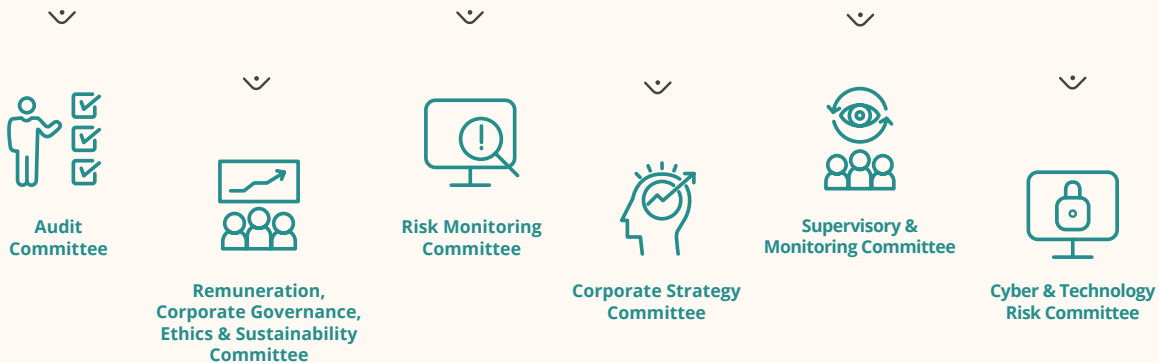 Audit
Committee
Remuneration,
Corporate Governance,
Ethics & Sustainability
Committee
Risk Monitoring
Committee
Corporate Strategy
Committee
Supervisory &
Monitoring Committee
Cyber & Technology
Risk Committee